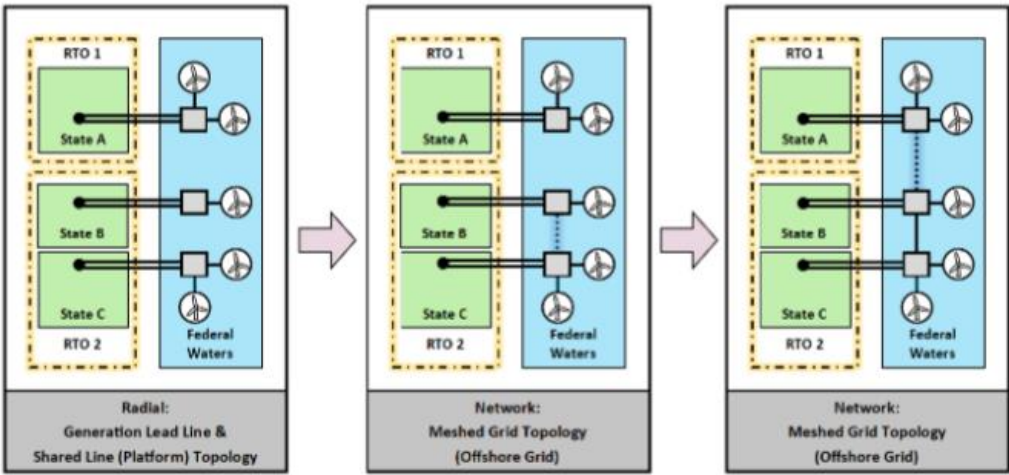 RTO 1
State A
State B
State C
RTO 2
Federal
Waters
Radial:
Generation Lead Line &
Shared Line (Platform) Topology
RTO 1
State A
State B
State C
RTO 2
Federal
Waters
Network:
Meshed Grid Topology
(Offshore Grid)
RTO 1
State A
State B
State C
RTO 2
Federal
Waters
Network:
Meshed Grid Topology
(Offshore Grid)